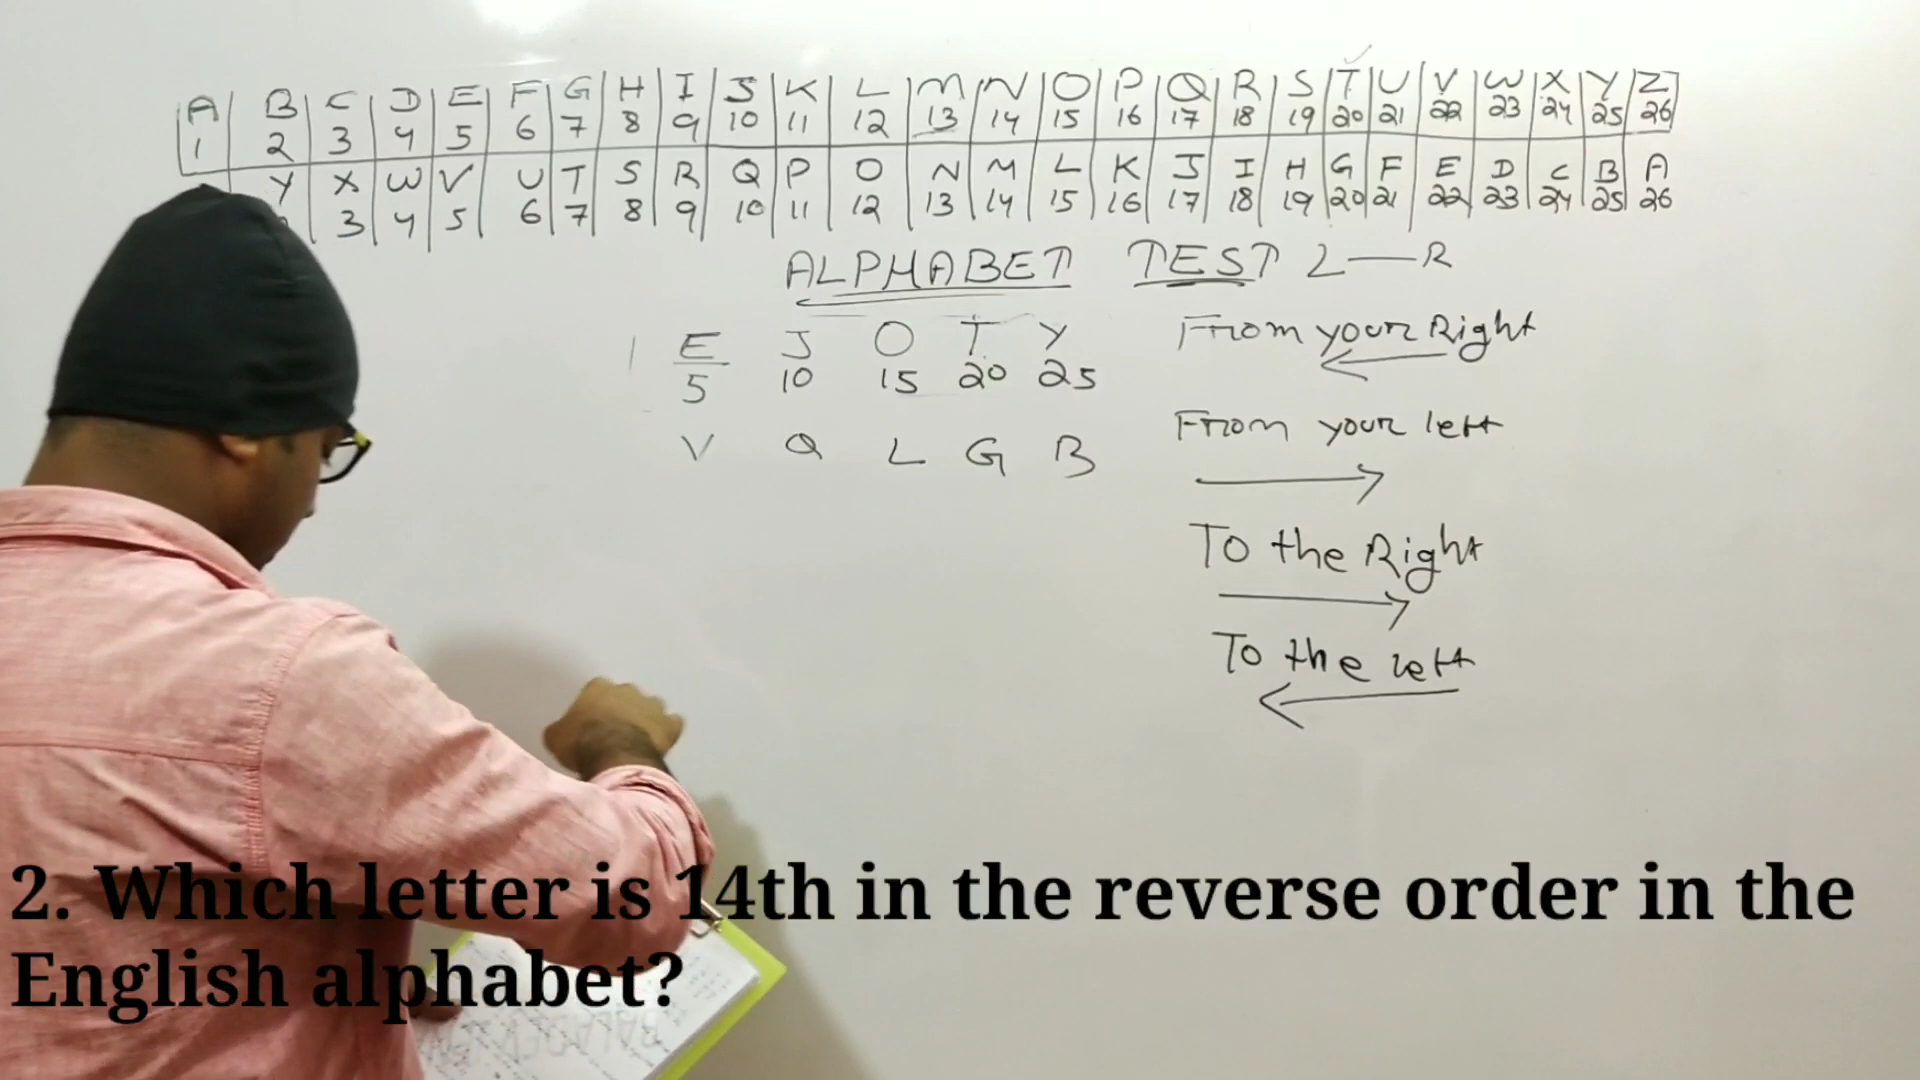 A B C D E F G H I J K L M N O P Q R S T U V W X Y Z
1 2 3 4 5 6 7 8 9 10 11 12 13 14 15 16 17 18 19 20 21 22 23 24 25 26
Y X W V U T S R Q P O N M L K J I H G F E D C B A
3 4 5 6 7 8 9 10 11 12 13 14 15 16 17 18 19 20 21 22 23 24 25 26
ALPHABET TEST L—R
E J O T Y
5 10 15 20 25
V Q L G B
From your Right
From your left
To the Right
To the left
2. Which letter is 14th in the reverse order in the
English alphabet?